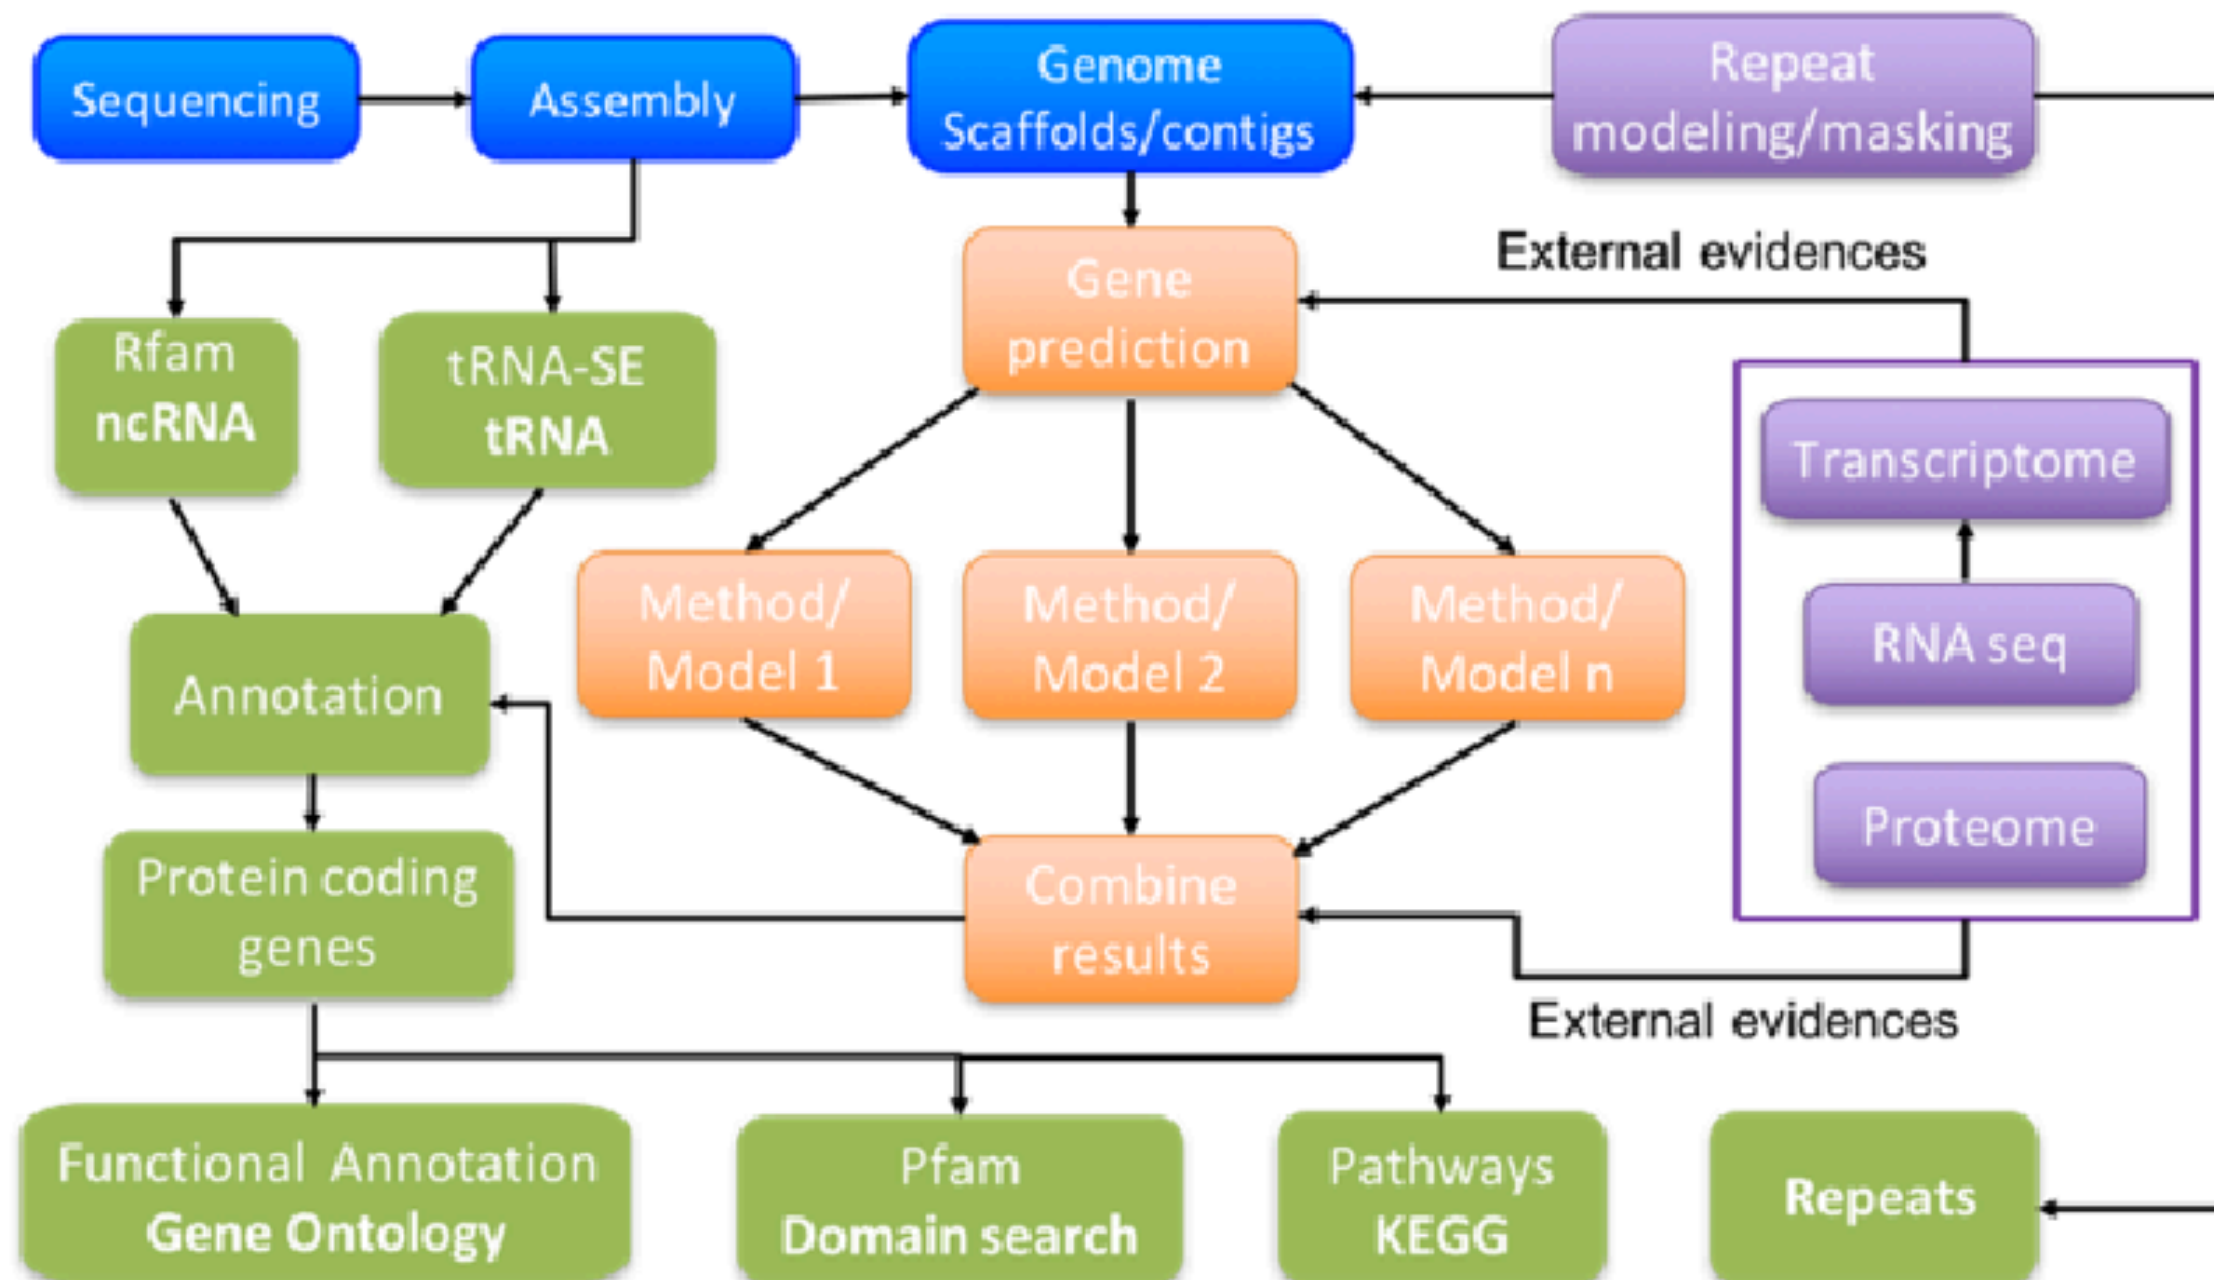 Sequencing
Assembly
Genome
Scaffolds/contigs
Repeat
modeling/masking
External evidences
Gene
prediction
Rfam
ncRNA
tRNA-SE
tRNA
Transcriptome
RNA seq
Proteome
Method/
Model 1
Method/
Model 2
Method/
Model n
Annotation
Protein coding
genes
Combine
results
External evidences
Functional Annotation
Gene Ontology
Pfam
Domain search
Pathways
KEGG
Repeats